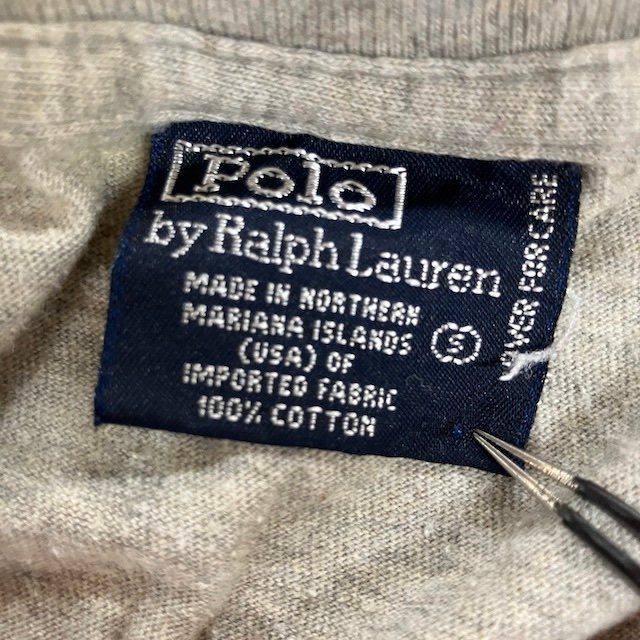 Polo
by Ralph Lauren
MADE IN NORTHERN
MARIANA ISLANDS
(USA) OF
IMPORTED FABRIC
100% COTTON
S
OVER FOR CARE